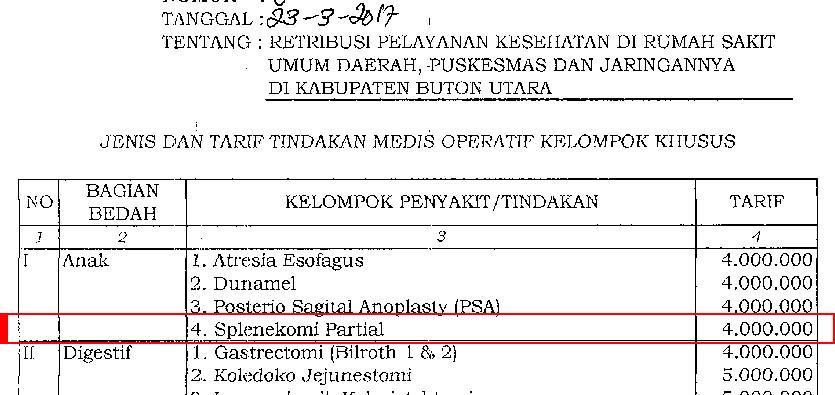 TANGGAL : 23-3-2017
TENTANG : RETRIBUSI PELAYANAN KESEHATAN DI RUMAH SAKIT
UMUM DAERAH, PUSKESMAS DAN JARINGANNYA
DI KABUPATEN BUTON UTARA
JENIS DAN TARIF TINDAKAN MEDIS OPERATIF KELOMPOK KHUSUS
NO BAGIAN BEDAH KELOMPOK PENYAKIT/TINDAKAN TARIF
1 2 3 4
I Anak 1. Atresia Esofagus 4.000.000
2. Dunamel 4.000.000
3. Posterio Sagital Anoplasty (PSA) 4.000.000
4. Splenekomi Partial 4.000.000
II Digestif 1. Gastrectomi (Bilroth 1 & 2) 4.000.000
2. Koledoko Jejunestomi 5.000.000